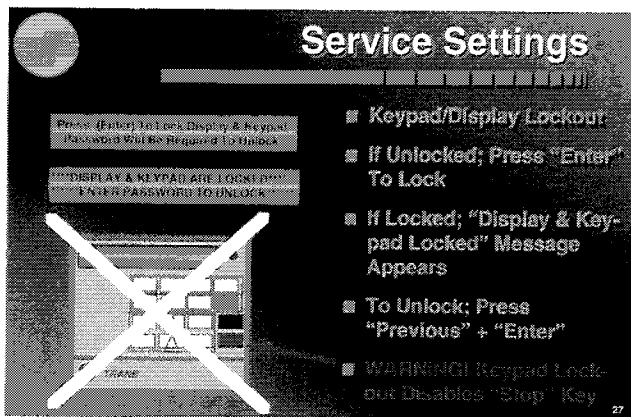 Service Settings
Press (Enter) To Lock Display & Keypad
Password Will Be Required To Unlock
***DISPLAY & KEYPAD ARE LOCKED***
ENTER PASSWORD TO UNLOCK
TRANE
■ Keypad/Display Lockout
■ If Unlocked; Press "Enter"
To Lock
■ If Locked; "Display & Key-
pad Locked" Message
Appears
■ To Unlock; Press
"Previous" + "Enter"
■ WARNING! Keypad Lock-
out Disables "Stop" Key
27